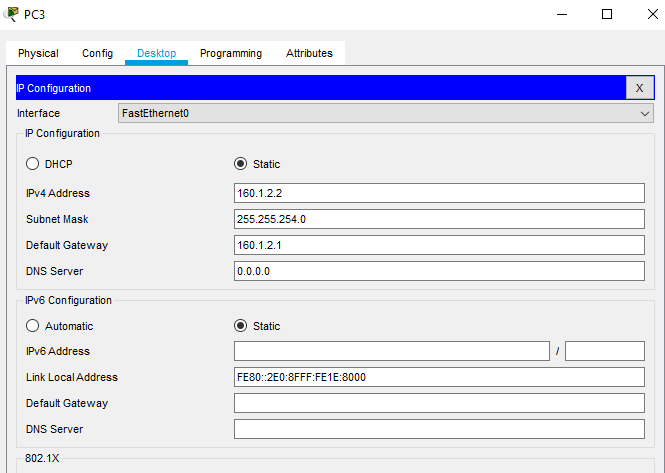 PC3
Physical Config Desktop Programming Attributes
IP Configuration X
Interface FastEthernet0
IP Configuration
DHCP Static
IPv4 Address 160.1.2.2
Subnet Mask 255.255.254.0
Default Gateway 160.1.2.1
DNS Server 0.0.0.0
IPv6 Configuration
Automatic Static
IPv6 Address /
Link Local Address FE80::2E0:8FFF:FE1E:8000
Default Gateway
DNS Server
802.1X